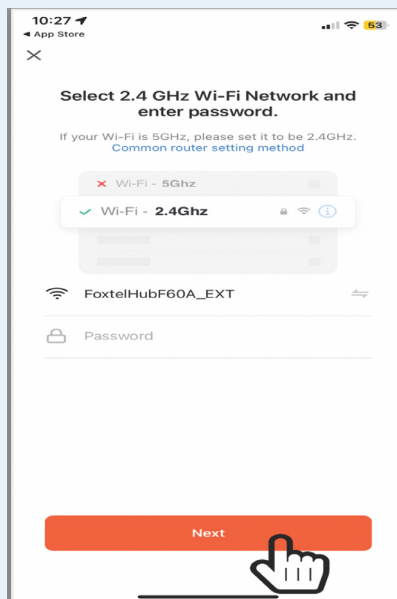 10:27
53
◀ App Store
Select 2.4 GHz Wi-Fi Network and
enter password.
If your Wi-Fi is 5GHz, please set it to be 2.4GHz.
Common router setting method
Wi-Fi - 5Ghz
Wi-Fi - 2.4Ghz
FoxtelHubF60A_EXT
Password
Next